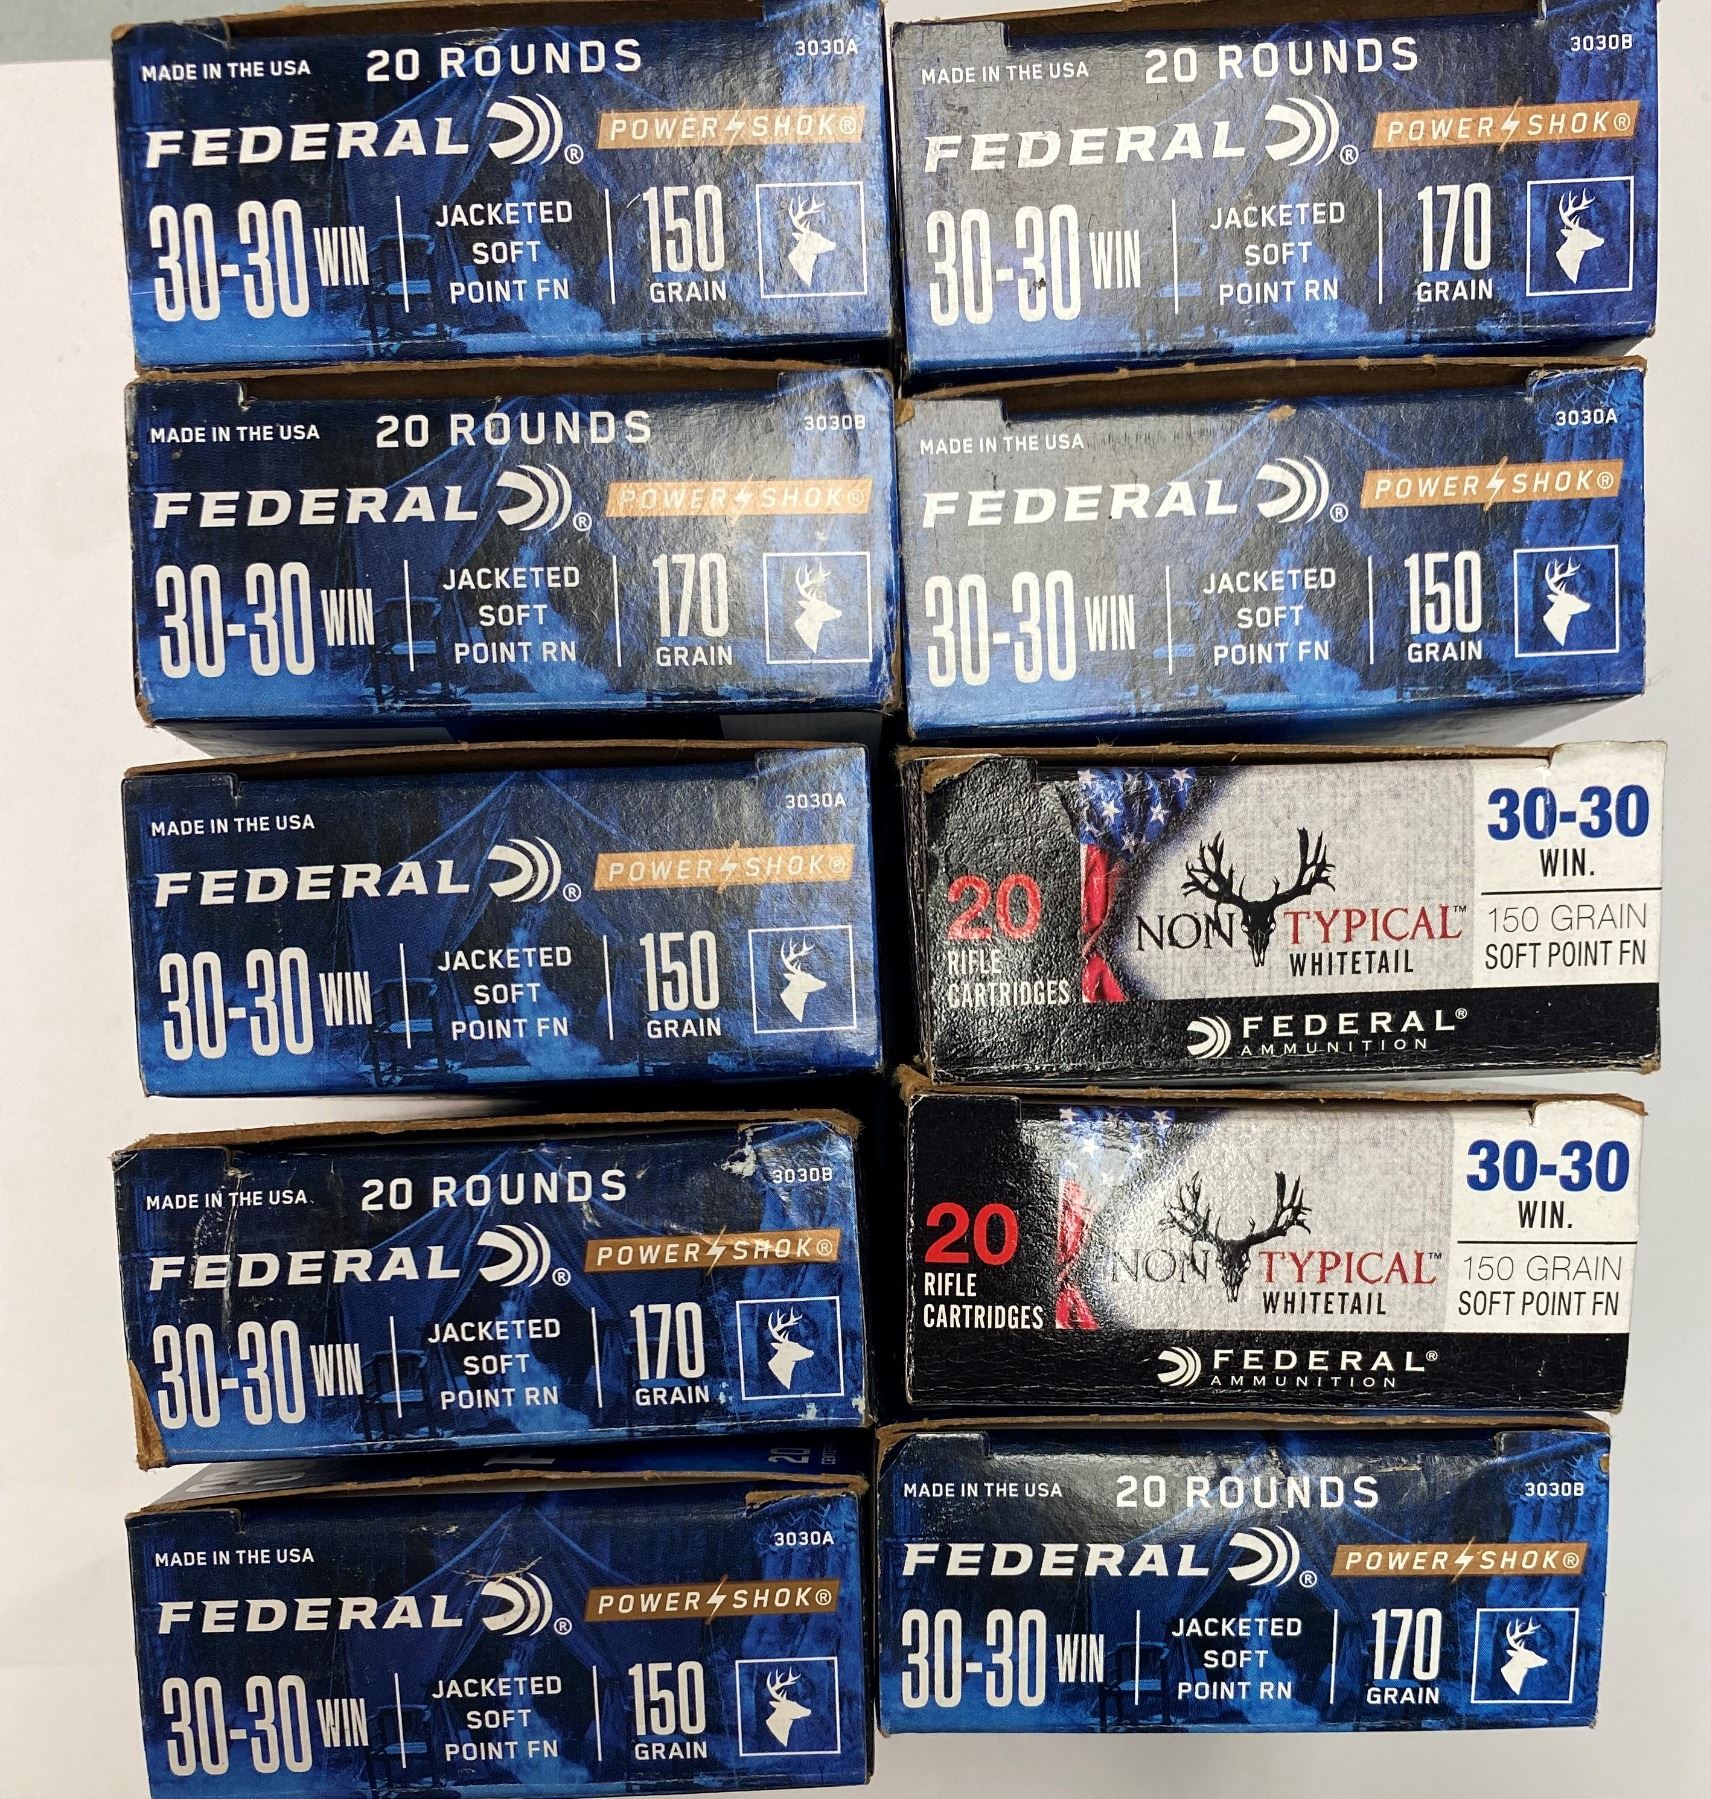 MADE IN THE USA 20 ROUNDS 3030A
FEDERAL® POWER SHOK®
30-30 WIN JACKETED SOFT POINT FN 150 GRAIN
MADE IN THE USA 20 ROUNDS 3030B
FEDERAL® POWER SHOK®
30-30 WIN JACKETED SOFT POINT RN 170 GRAIN
MADE IN THE USA 20 ROUNDS 3030B
FEDERAL® POWER SHOK®
30-30 WIN JACKETED SOFT POINT RN 170 GRAIN
MADE IN THE USA 3030A
FEDERAL® POWER SHOK®
30-30 WIN JACKETED SOFT POINT FN 150 GRAIN
MADE IN THE USA 3030A
FEDERAL® POWER SHOK®
30-30 WIN JACKETED SOFT POINT FN 150 GRAIN
20
RIFLE
CARTRIDGES
NON TYPICAL™
WHITETAIL
30-30
WIN.
150 GRAIN
SOFT POINT FN
FEDERAL®
AMMUNITION
MADE IN THE USA 20 ROUNDS 3030B
FEDERAL® POWER SHOK®
30-30 WIN JACKETED SOFT POINT RN 170 GRAIN
20
RIFLE
CARTRIDGES
NON TYPICAL™
WHITETAIL
30-30
WIN.
150 GRAIN
SOFT POINT FN
FEDERAL®
AMMUNITION
20
MADE IN THE USA 3030A
FEDERAL® POWER SHOK®
30-30 WIN JACKETED SOFT POINT FN 150 GRAIN
MADE IN THE USA 20 ROUNDS 3030B
FEDERAL® POWER SHOK®
30-30 WIN JACKETED SOFT POINT RN 170 GRAIN